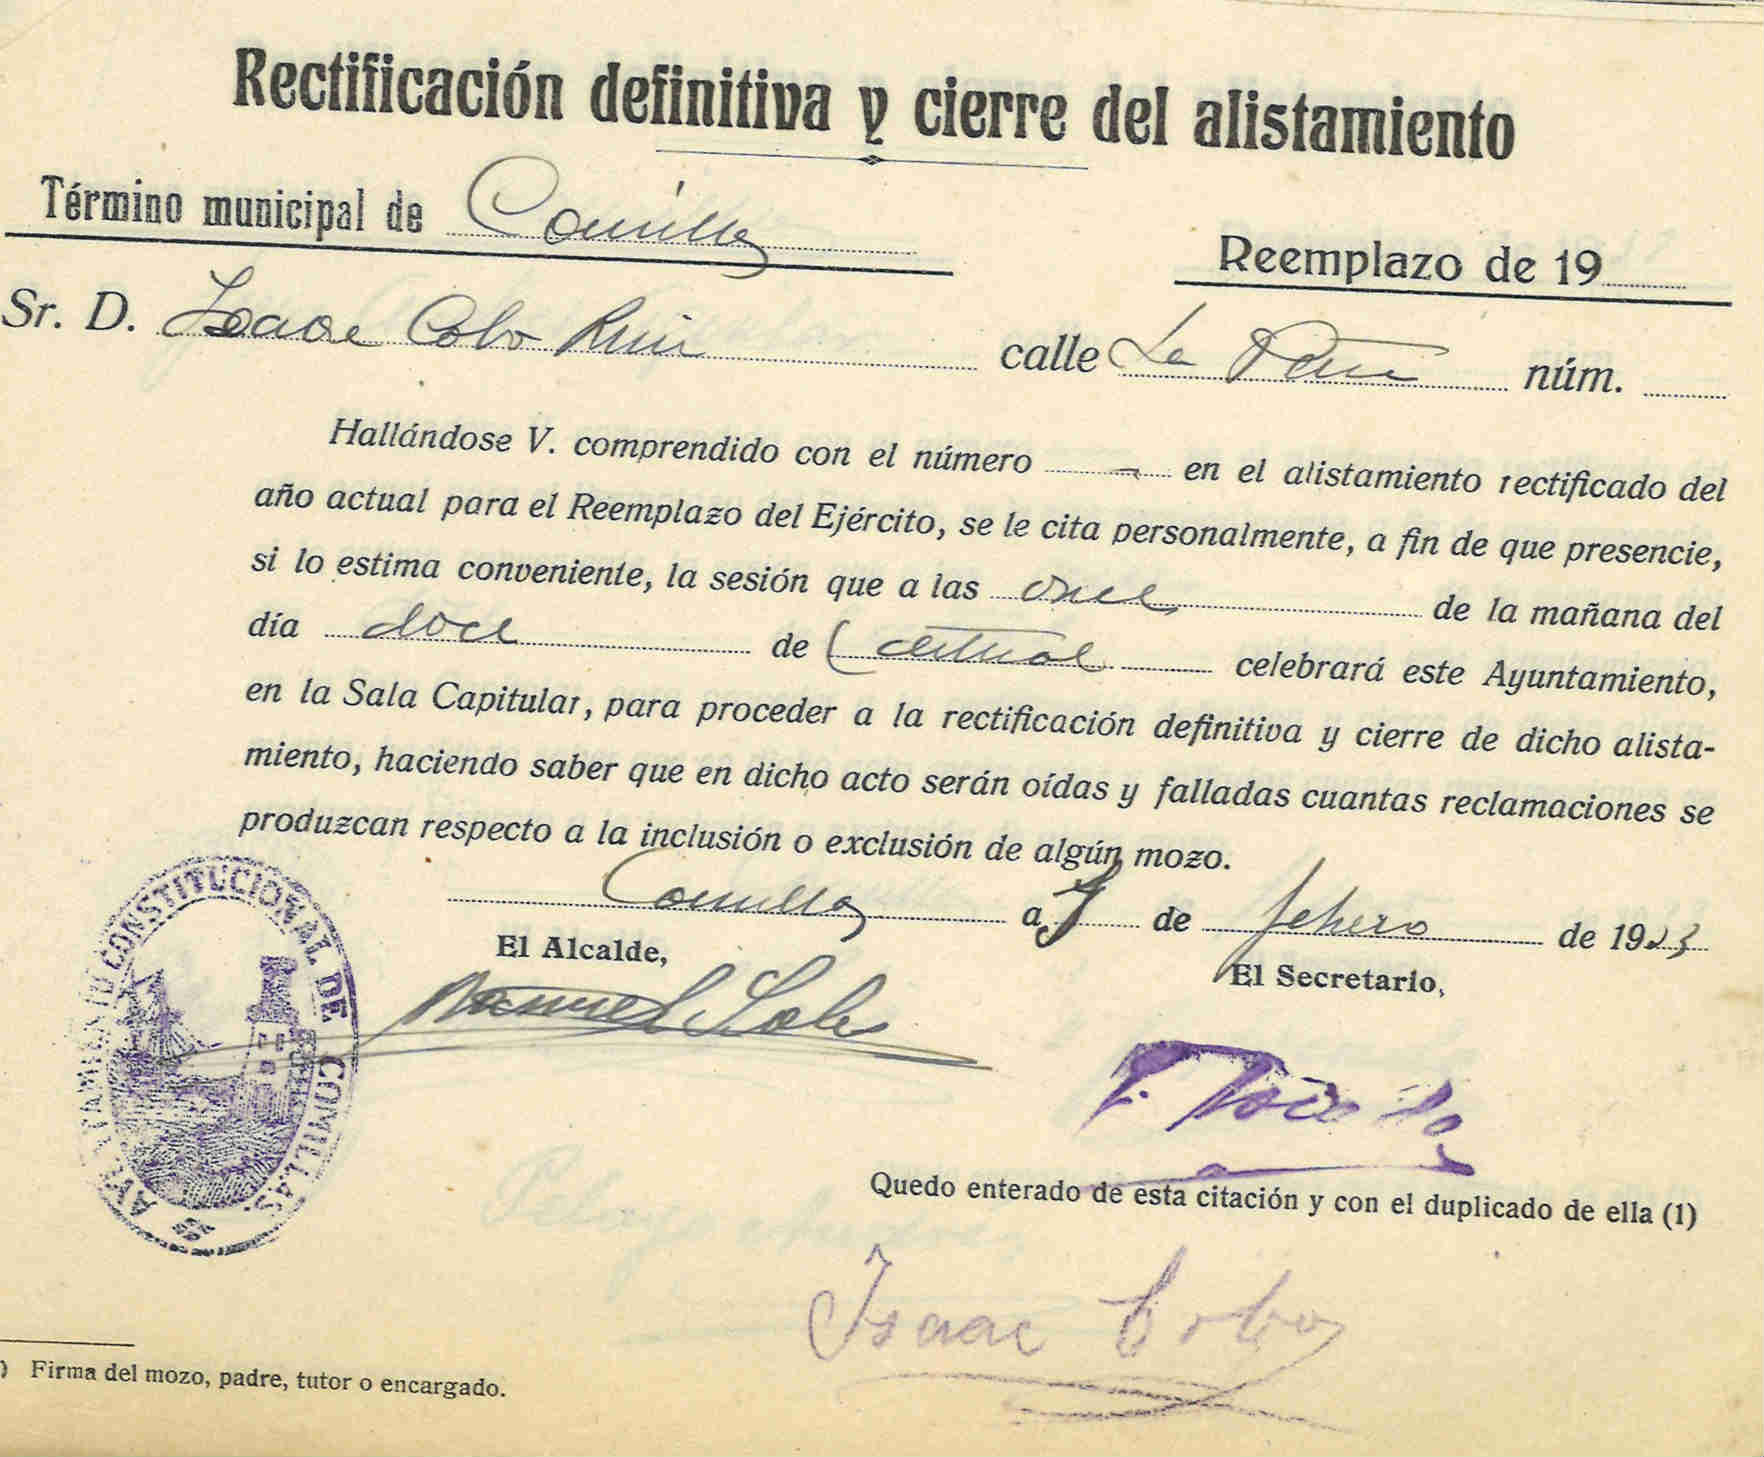 Rectificación definitiva y cierre del alistamiento
Término municipal de Comillas
Reemplazo de 19
Sr. D. Isaac Cobo Ruiz calle La Peña núm.
Hallándose V. comprendido con el número en el alistamiento rectificado del
año actual para el Reemplazo del Ejército, se le cita personalmente, a fin de que presencie,
si lo estima conveniente, la sesión que a las once de la mañana del
día doce de actual celebrará este Ayuntamiento,
en la Sala Capitular, para proceder a la rectificación definitiva y cierre de dicho alista-
miento, haciendo saber que en dicho acto serán oídas y falladas cuantas reclamaciones se
produzcan respecto a la inclusión o exclusión de algún mozo.
Comillas a de febrero de 1923
El Alcalde,
El Secretario,
Manuel
AYUNTAMIENTO CONSTITUCIONAL DE COMILLAS
Quedo enterado de esta citación y con el duplicado de ella (1)
Isaac Cobo
) Firma del mozo, padre, tutor o encargado.